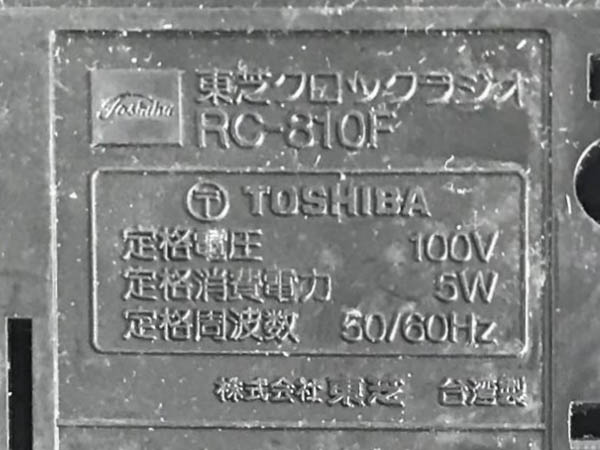 Toshiba
東芝クロックラジオ
RC-810F
〒 TOSHIBA
定格電圧 100V
定格消費電力 5W
定格周波数 50/60Hz
株式会社 東芝 台湾製